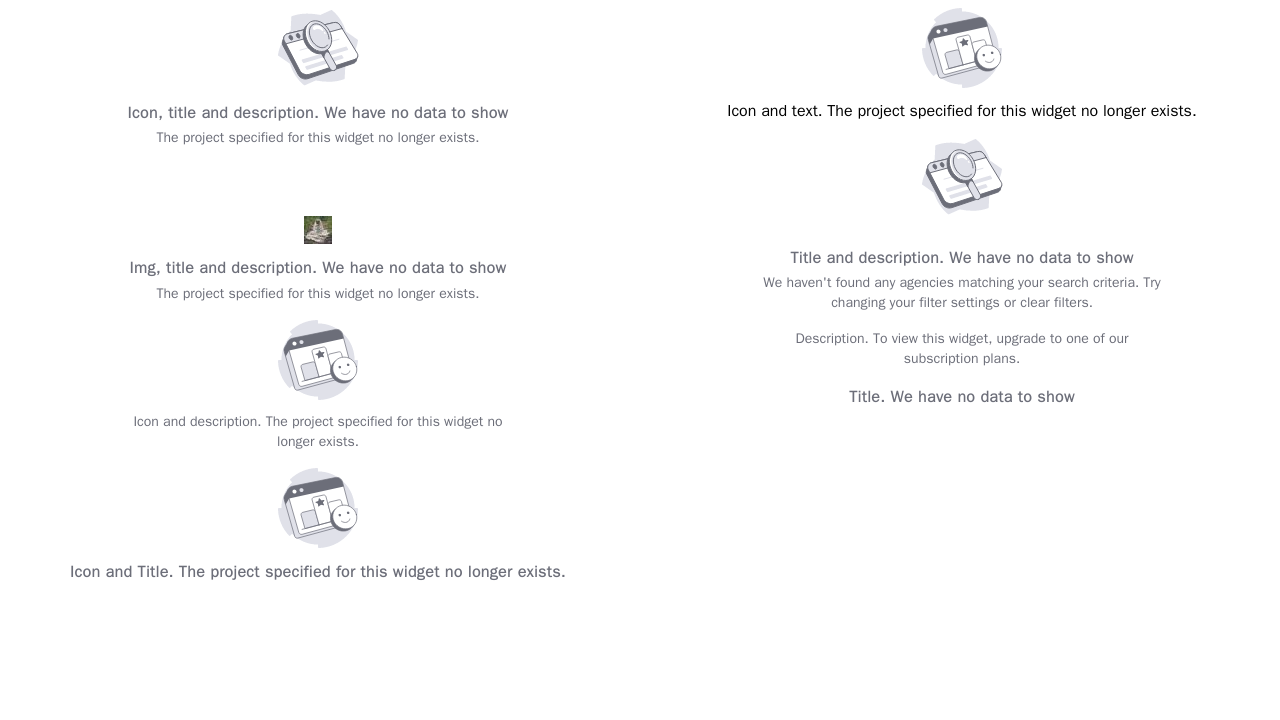 Icon, title and description. We have no data to show
The project specified for this widget no longer exists.
Img, title and description. We have no data to show
The project specified for this widget no longer exists.
Icon and description. The project specified for this widget no
longer exists.
Icon and Title. The project specified for this widget no longer exists.
Icon and text. The project specified for this widget no longer exists.
Title and description. We have no data to show
We haven't found any agencies matching your search criteria. Try
changing your filter settings or clear filters.
Description. To view this widget, upgrade to one of our
subscription plans.
Title. We have no data to show